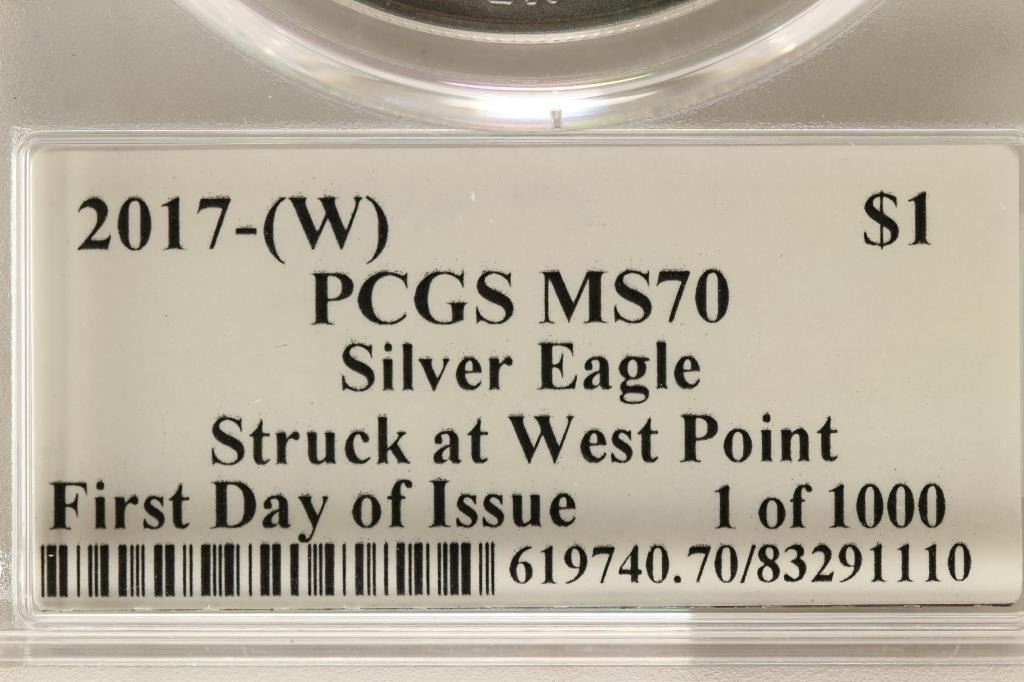 2017-(W) $1
PCGS MS70
Silver Eagle
Struck at West Point
First Day of Issue 1 of 1000
619740.70/83291110